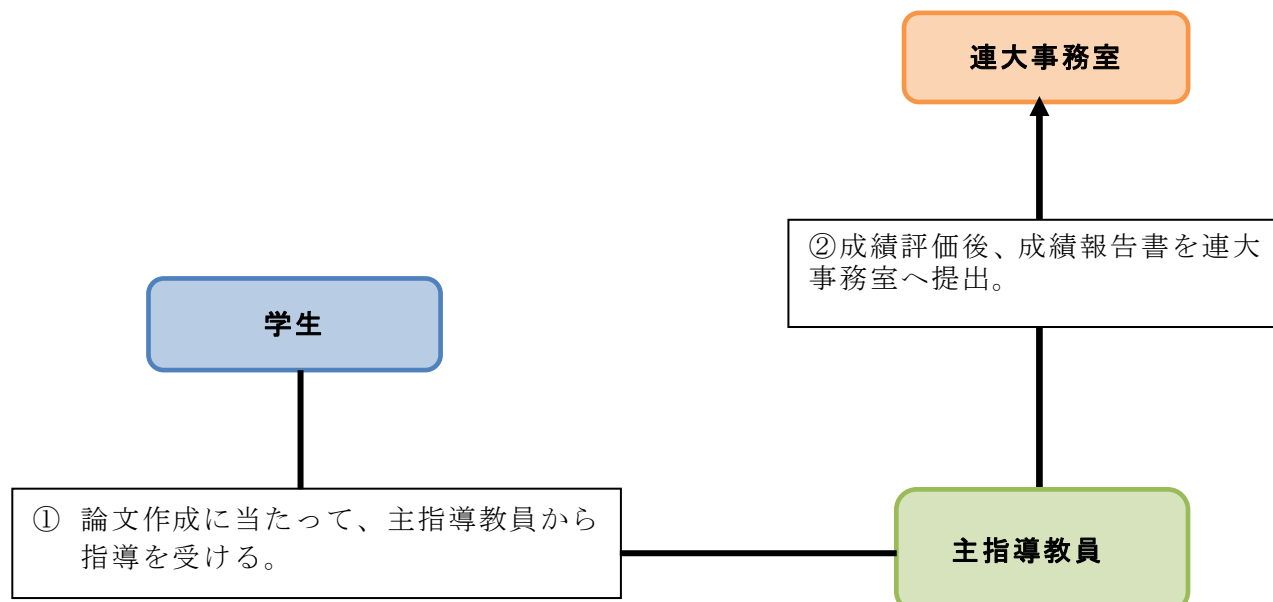 連大事務室
②成績評価後、成績報告書を連大
事務室へ提出。
学生
① 論文作成に当たって、主指導教員から
指導を受ける。
主指導教員